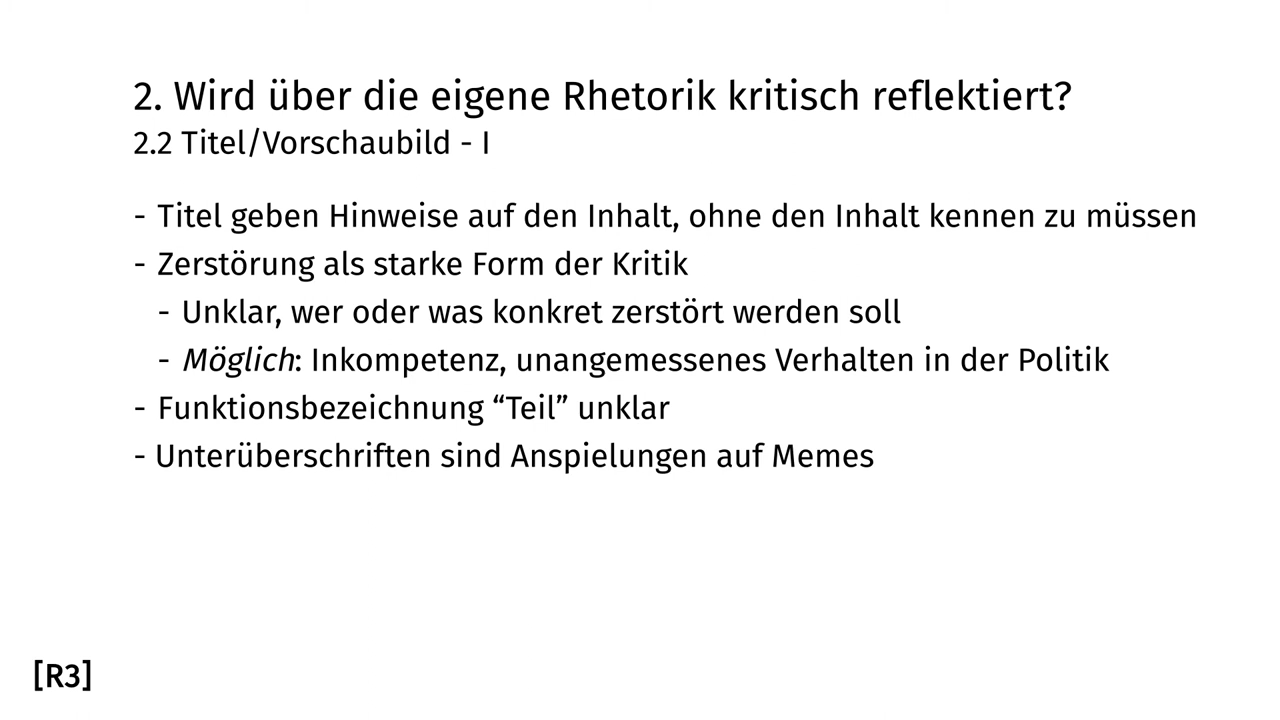 2. Wird über die eigene Rhetorik kritisch reflektiert?
2.2 Titel/Vorschaubild - I
- Titel geben Hinweise auf den Inhalt, ohne den Inhalt kennen zu müssen
- Zerstörung als starke Form der Kritik
- Unklar, wer oder was konkret zerstört werden soll
- Möglich: Inkompetenz, unangemessenes Verhalten in der Politik
- Funktionsbezeichnung “Teil” unklar
- Unterüberschriften sind Anspielungen auf Memes
[R3]